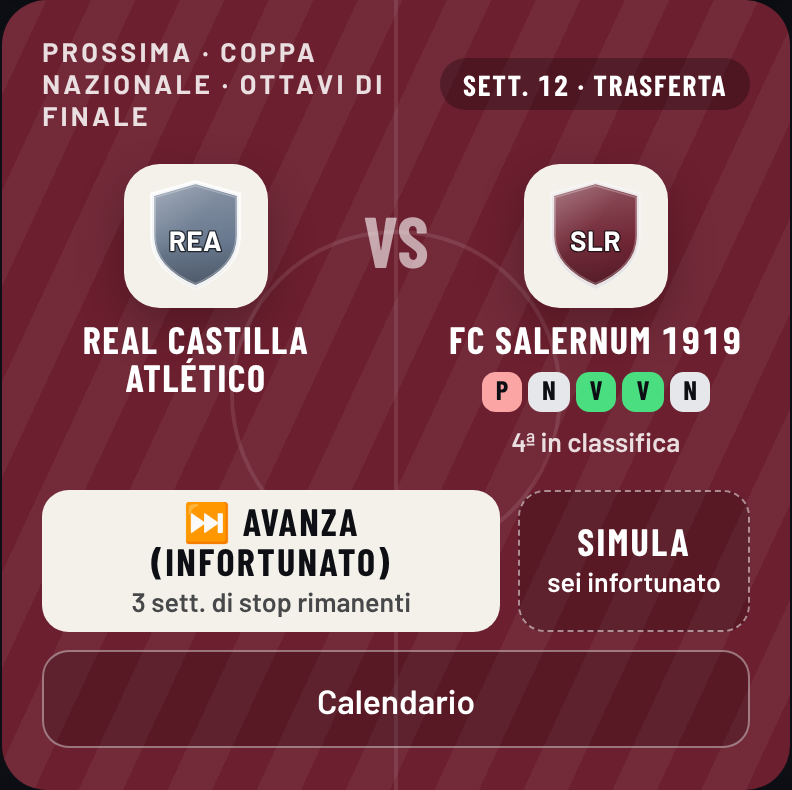 PROSSIMA · COPPA
NAZIONALE · OTTAVI DI
FINALE
SETT. 12 · TRASFERTA
REA
VS
SLR
REAL CASTILLA
ATLÉTICO
FC SALERNUM 1919
P N V V N
4ª in classifica
⏭️ AVANZA
(INFORTUNATO)
3 sett. di stop rimanenti
SIMULA
sei infortunato
Calendario